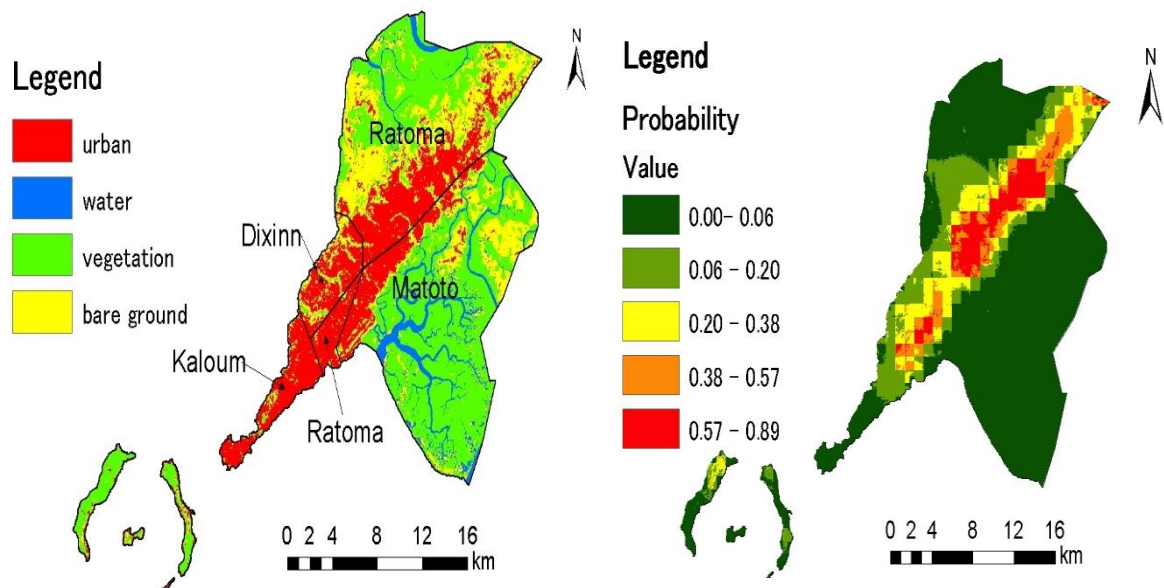 Legend
urban
water
vegetation
bare ground
N
Ratoma
Dixinn
Matoto
Kaloum
Ratoma
0 2 4 8 12 16
km
Legend
Probability
Value
0.00 - 0.06
0.06 - 0.20
0.20 - 0.38
0.38 - 0.57
0.57 - 0.89
N
0 2 4 8 12 16
km